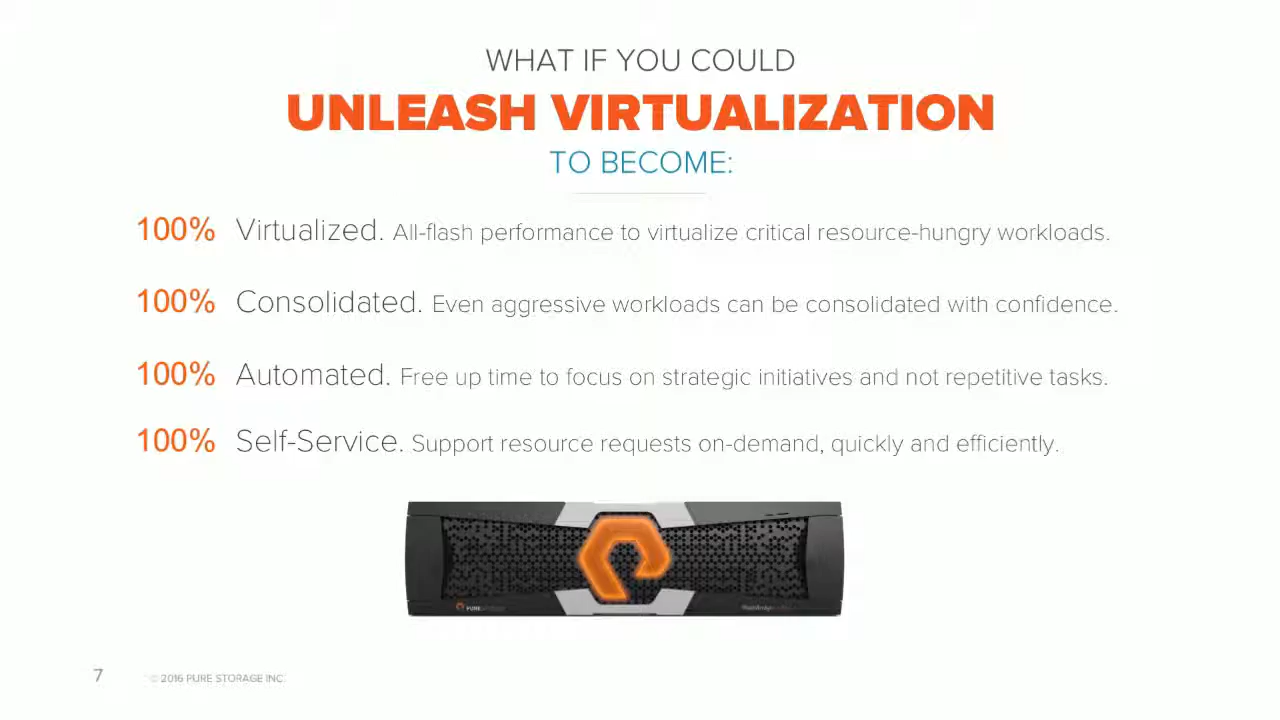 WHAT IF YOU COULD
UNLEASH VIRTUALIZATION
TO BECOME:
100% Virtualized. All-flash performance to virtualize critical resource-hungry workloads.
100% Consolidated. Even aggressive workloads can be consolidated with confidence.
100% Automated. Free up time to focus on strategic initiatives and not repetitive tasks.
100% Self-Service. Support resource requests on-demand, quickly and efficiently.
PURE
7 © 2016 PURE STORAGE INC.